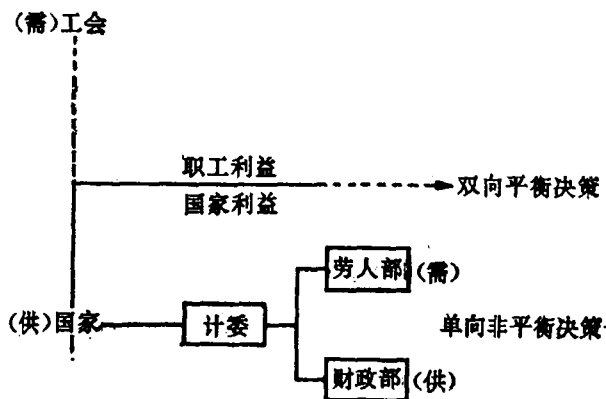 (需)工会
职工利益
双向平衡决策
国家利益
劳人部(需)
(供)国家
计委
单向非平衡决策
财政部(供)